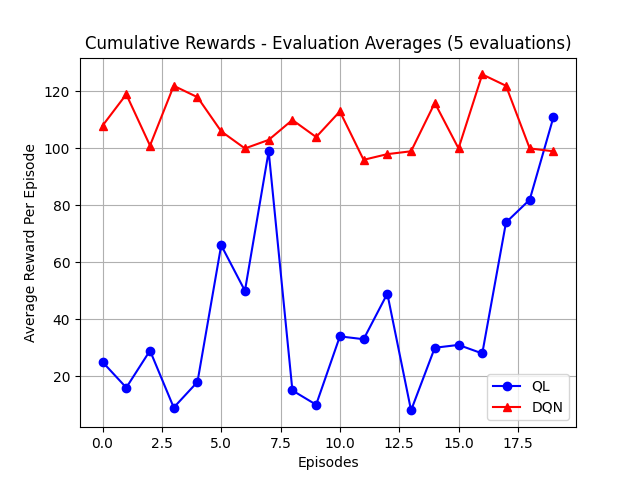 Cumulative Rewards - Evaluation Averages (5 evaluations)
Average Reward Per Episode
120
100
80
60
40
20
0.0 2.5 5.0 7.5 10.0 12.5 15.0 17.5
Episodes
QL
DQN